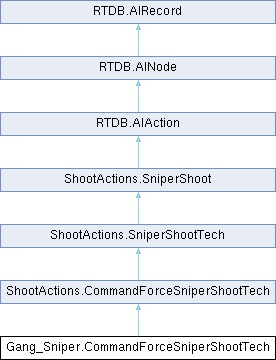 RTDB.AIRecord
RTDB.AINode
RTDB.AIAction
ShootActions.SniperShoot
ShootActions.SniperShootTech
ShootActions.CommandForceSniperShootTech
Gang_Sniper.CommandForceSniperShootTech